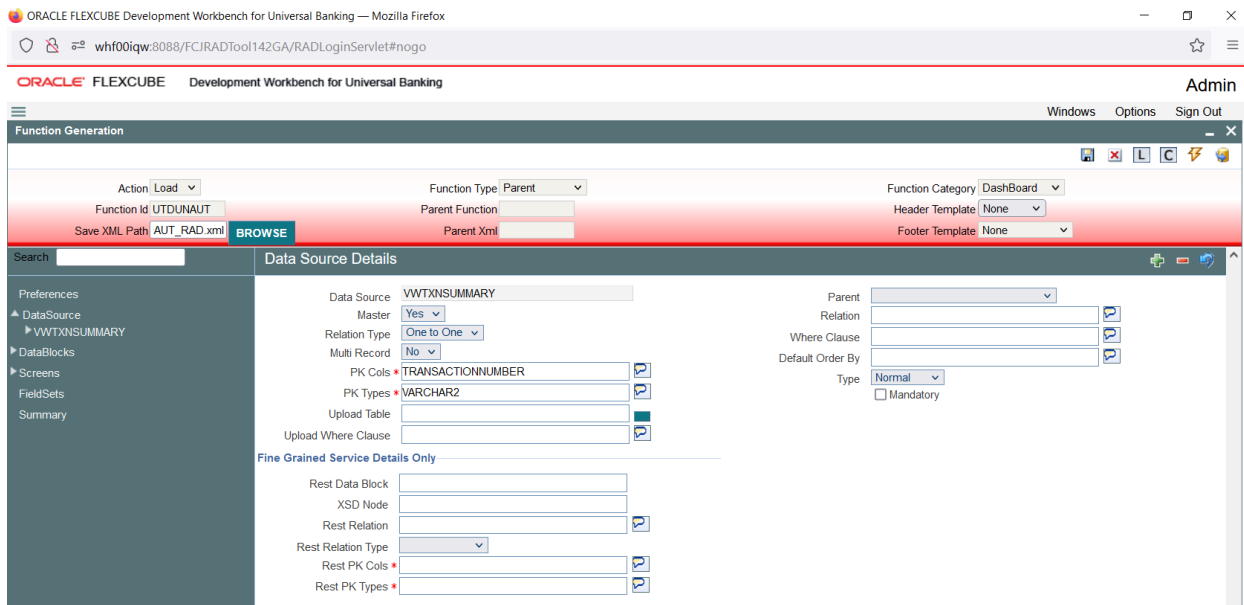 ORACLE FLEXCUBE Development Workbench for Universal Banking — Mozilla Firefox
whf00iqw:8088/FCJRADTool142GA/RADLoginServlet#nogo
ORACLE FLEXCUBE Development Workbench for Universal Banking Admin
Windows Options Sign Out
Function Generation
L C
Action Load Function Type Parent Function Category DashBoard
Function Id UTDUNAUT Parent Function Header Template None
Save XML Path AUT_RAD.xml BROWSE Parent Xml Footer Template None
Search Data Source Details
Preferences
DataSource
VWTXNSUMMARY
DataBlocks
Screens
FieldSets
Summary
Data Source VWTXNSUMMARY
Master Yes
Relation Type One to One
Multi Record No
PK Cols * TRANSACTIONNUMBER
PK Types * VARCHAR2
Upload Table
Upload Where Clause
Parent
Relation
Where Clause
Default Order By
Type Normal
Mandatory
Fine Grained Service Details Only
Rest Data Block
XSD Node
Rest Relation
Rest Relation Type
Rest PK Cols *
Rest PK Types *